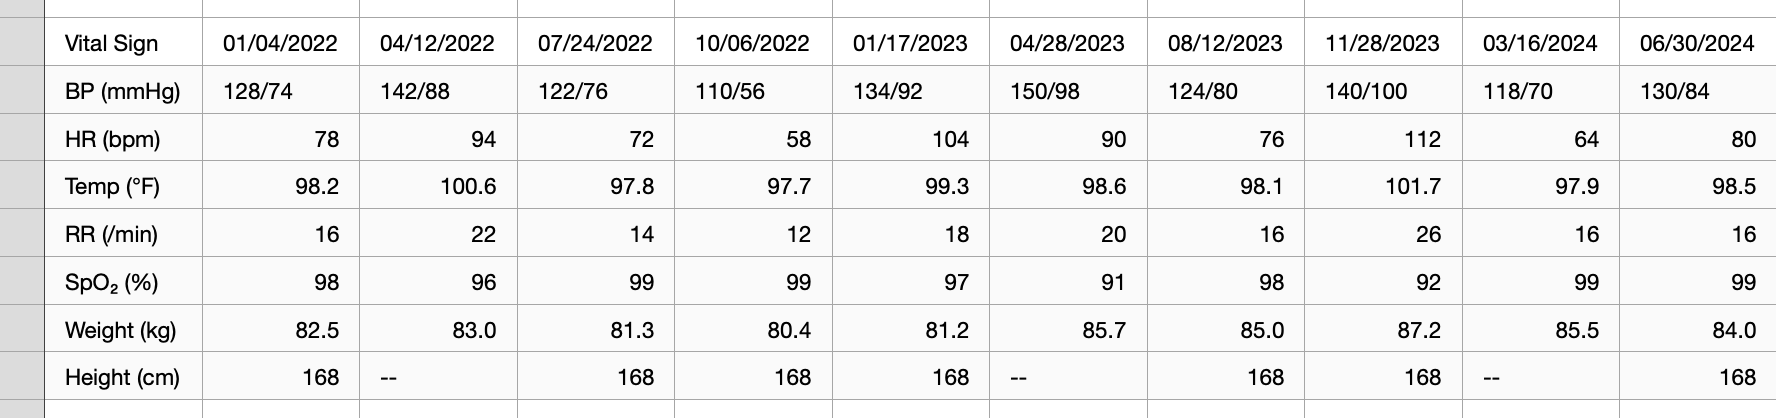 Vital Sign 01/04/2022 04/12/2022 07/24/2022 10/06/2022 01/17/2023 04/28/2023 08/12/2023 11/28/2023 03/16/2024 06/30/2024
BP (mmHg) 128/74 142/88 122/76 110/56 134/92 150/98 124/80 140/100 118/70 130/84
HR (bpm) 78 94 72 58 104 90 76 112 64 80
Temp (°F) 98.2 100.6 97.8 97.7 99.3 98.6 98.1 101.7 97.9 98.5
RR (/min) 16 22 14 12 18 20 16 26 16 16
SpO₂ (%) 98 96 99 99 97 91 98 92 99 99
Weight (kg) 82.5 83.0 81.3 80.4 81.2 85.7 85.0 87.2 85.5 84.0
Height (cm) 168 -- 168 168 168 -- 168 168 -- 168